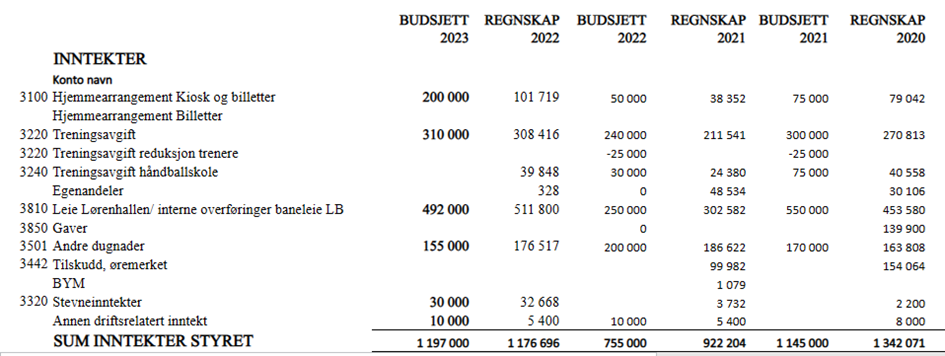 BUDSJETT REGNSKAP BUDSJETT REGNSKAP BUDSJETT REGNSKAP
2023 2022 2022 2021 2021 2020
INNTEKTER
Konto navn
3100 Hjemmearrangement Kiosk og billetter 200 000 101 719 50 000 38 352 75 000 79 042
Hjemmearrangement Billetter
3220 Treningsavgift 310 000 308 416 240 000 211 541 300 000 270 813
3220 Treningsavgift reduksjon trenere -25 000 -25 000
3240 Treningsavgift håndballskole 39 848 30 000 24 380 75 000 40 558
Egenandeler 328 0 48 534 30 106
3810 Leie Lørenhallen/ interne overføringer baneleie LB 492 000 511 800 250 000 302 582 550 000 453 580
3850 Gaver 0 139 900
3501 Andre dugnader 155 000 176 517 200 000 186 622 170 000 163 808
3442 Tilskudd, øremerket 99 982 154 064
BYM 1 079
3320 Stevneinntekter 30 000 32 668 3 732 2 200
Annen driftsrelatert inntekt 10 000 5 400 10 000 5 400 8 000
SUM INNTEKTER STYRET 1 197 000 1 176 696 755 000 922 204 1 145 000 1 342 071